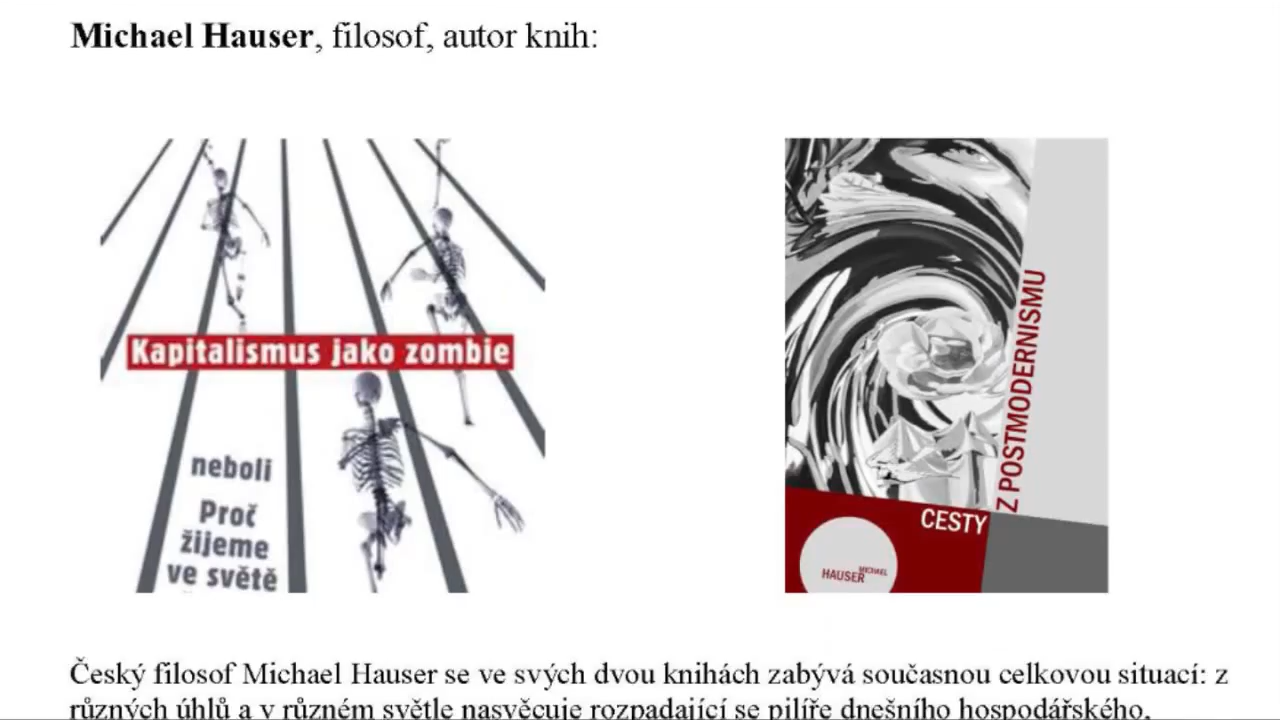 Michael Hauser, filosof, autor knih:
Kapitalismus jako zombie
neboli
Proč
žijeme
ve světě
Z POSTMODERNISMU
CESTY
MICHAEL
HAUSER
Český filosof Michael Hauser se ve svých dvou knihách zabývá současnou celkovou situací: z
různých úhlů a v různém světle nasvěcuje rozpadající se pilíře dnešního hospodářského,